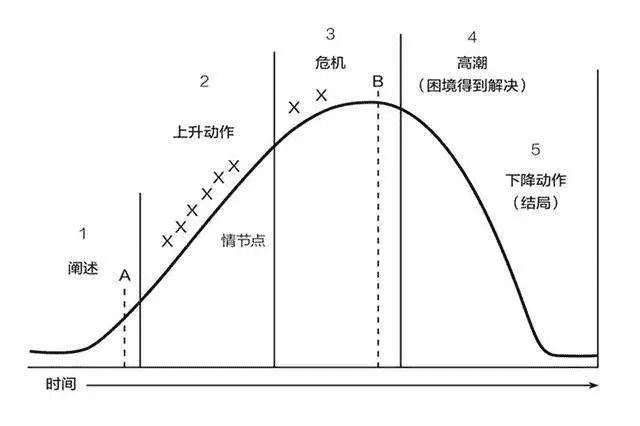 1
阐述
A
2
上升动作
X X X X X X
情节点
3
危机
X X
B
4
高潮
（困境得到解决）
5
下降动作
（结局）
时间